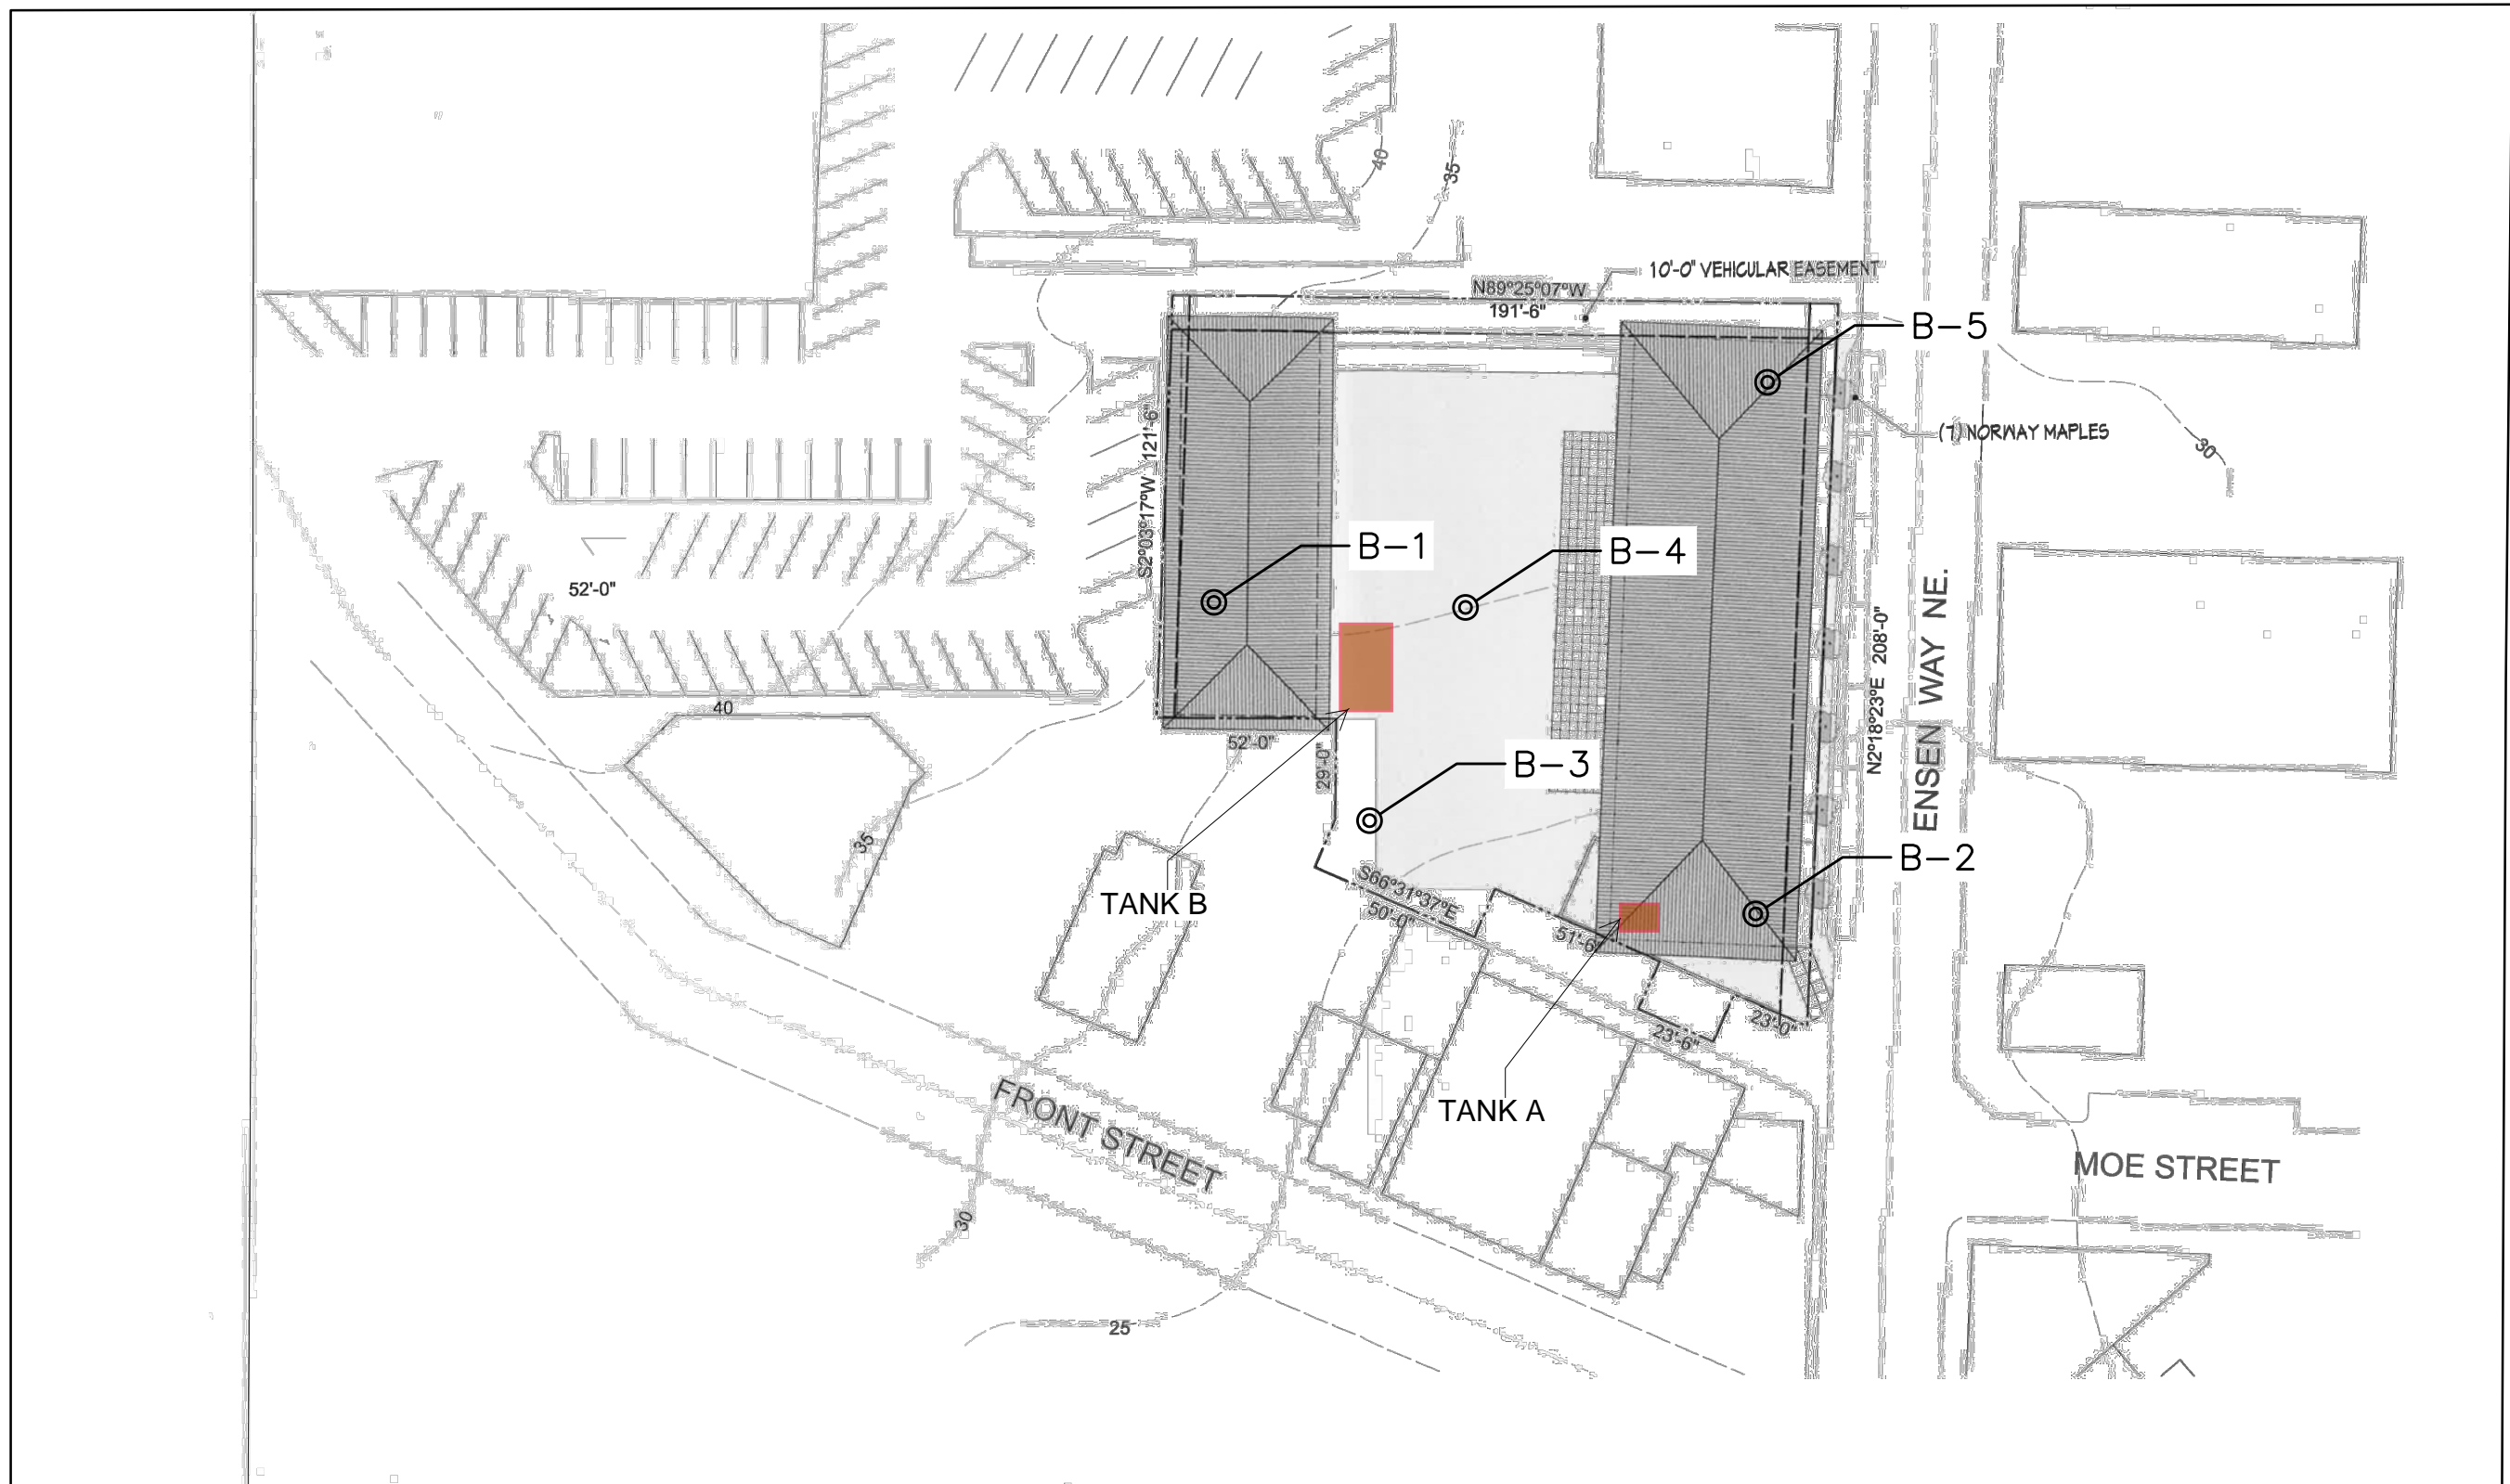 40
35
10'-0" VEHICULAR EASEMENT
N89°25°07"W
191'-6"
B-5
(7) NORWAY MAPLES
30
S2°03°17"W 121'-6"
B-1
B-4
52'-0"
N2°18°23°E 208'-0"
ENSEN WAY NE.
40
52'-0"
29'-0"
B-3
35
B-2
TANK B
S66°31°37°E
50'-0"
51'-6"
23'-0"
23'-6"
FRONT STREET
TANK A
MOE STREET
30
25